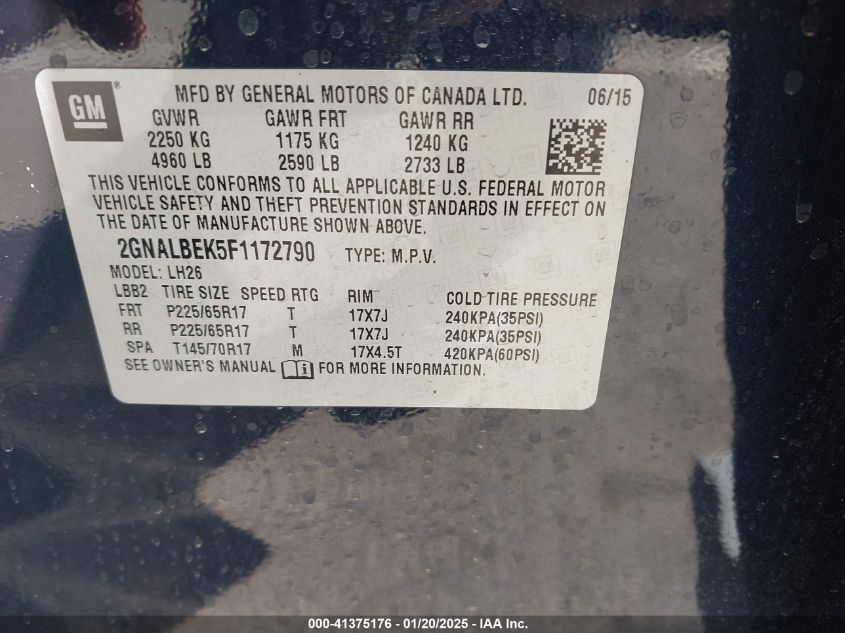 GM
®
MFD BY GENERAL MOTORS OF CANADA LTD. 06/15
GVWR GAWR FRT GAWR RR
2250 KG 1175 KG 1240 KG
4960 LB 2590 LB 2733 LB
THIS VEHICLE CONFORMS TO ALL APPLICABLE U.S. FEDERAL MOTOR
VEHICLE SAFETY AND THEFT PREVENTION STANDARDS IN EFFECT ON
THE DATE OF MANUFACTURE SHOWN ABOVE.
2GNALBEK5F1172790 TYPE: M.P.V.
MODEL: LH26
LBB2 TIRE SIZE SPEED RTG RIM COLD TIRE PRESSURE
FRT P225/65R17 T 17X7J 240KPA(35PSI)
RR P225/65R17 T 17X7J 240KPA(35PSI)
SPA T145/70R17 M 17X4.5T 420KPA(60PSI)
SEE OWNER'S MANUAL FOR MORE INFORMATION.
000-41375176 — 01/20/2025 — IAA Inc.